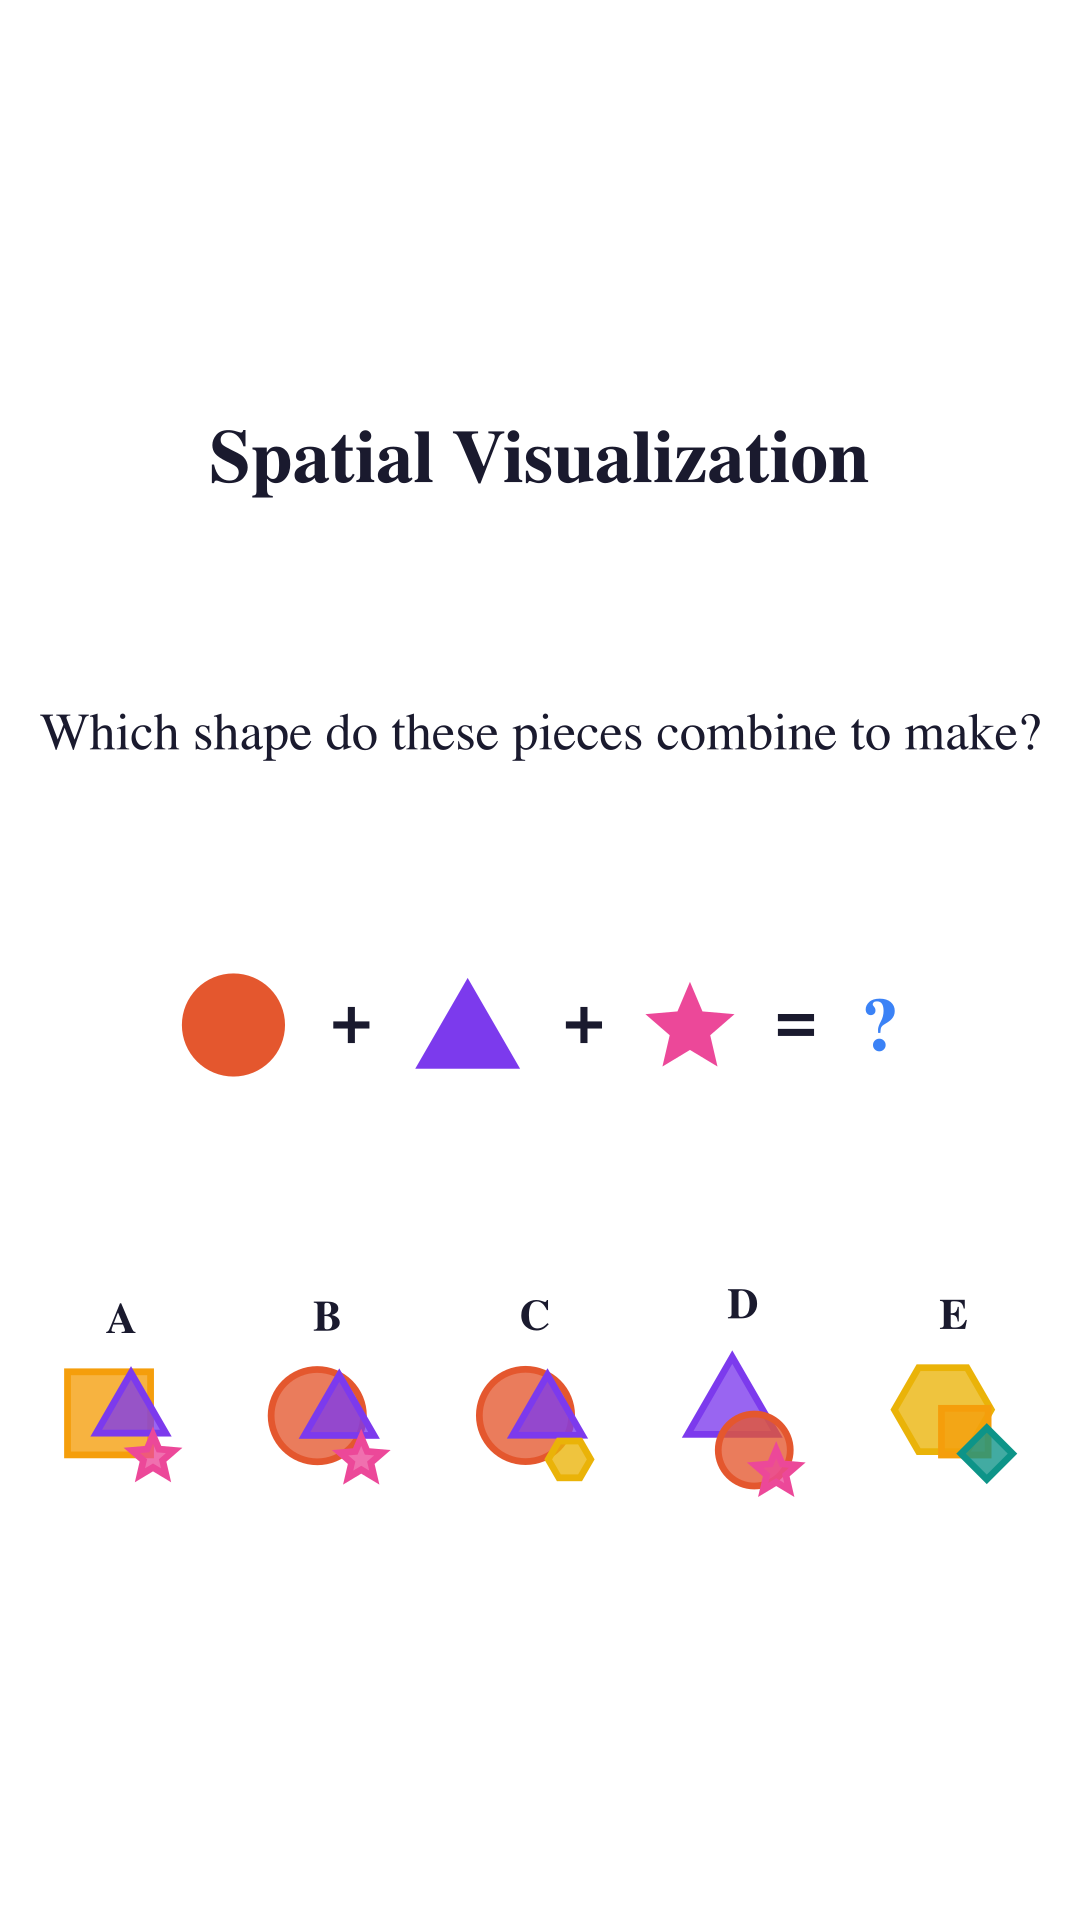 Spatial Visualization
Which shape do these pieces combine to make?
+ + = ?
A B C D E